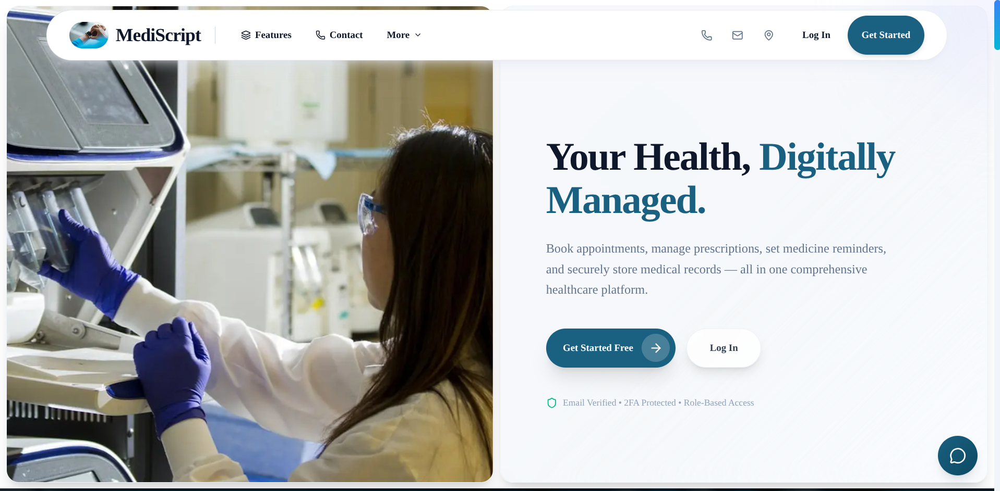 MediScript
Features
Contact
More
Log In
Get Started
Your Health, Digitally
Managed.
Book appointments, manage prescriptions, set medicine reminders,
and securely store medical records — all in one comprehensive
healthcare platform.
Get Started Free
Log In
Email Verified • 2FA Protected • Role-Based Access